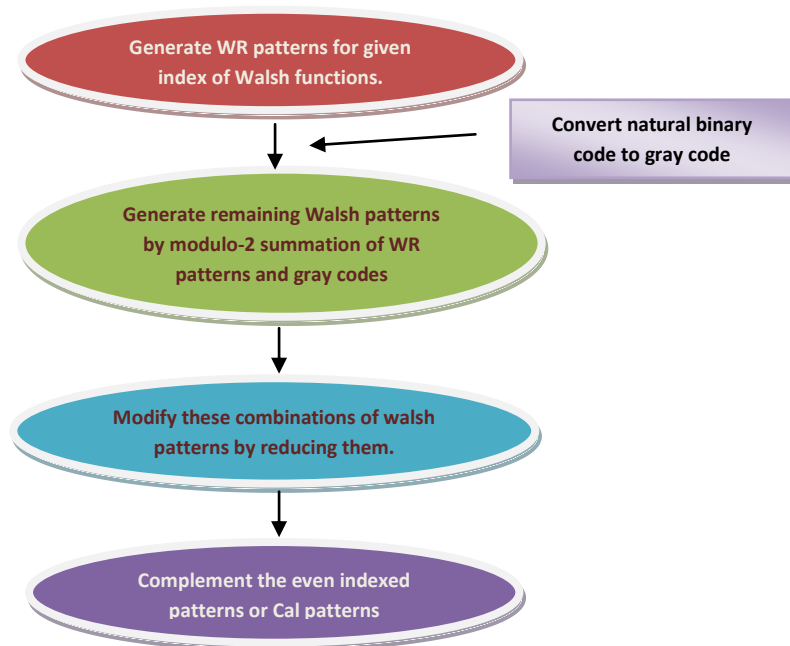 Generate WR patterns for given
index of Walsh functions.
Convert natural binary
code to gray code
Generate remaining Walsh patterns
by modulo-2 summation of WR
patterns and gray codes
Modify these combinations of walsh
patterns by reducing them.
Complement the even indexed
patterns or Cal patterns